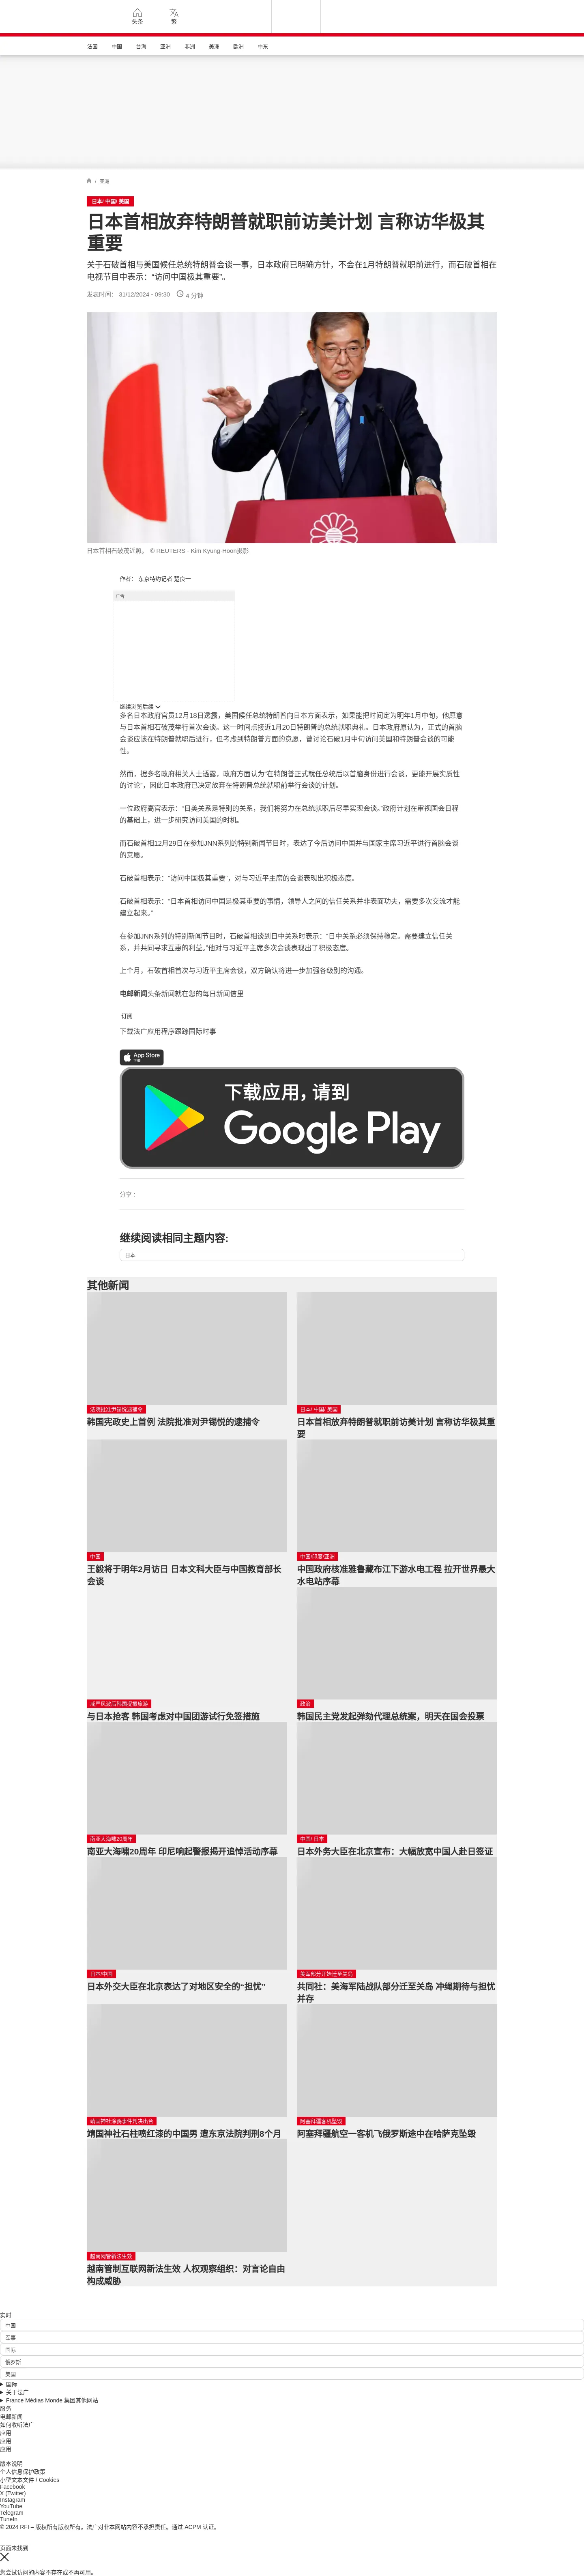 头条
繁
法国
中国
台海
亚洲
非洲
美洲
欧洲
中东
/ 亚洲
日本/ 中国/ 美国
日本首相放弃特朗普就职前访美计划 言称访华极其
重要
关于石破首相与美国候任总统特朗普会谈一事，日本政府已明确方针，不会在1月特朗普就职前进行，而石破首相在
电视节目中表示：“访问中国极其重要”。
发表时间： 31/12/2024 - 09:30 4 分钟
日本首相石破茂近照。 © REUTERS - Kim Kyung-Hoon摄影
作者： 东京特约记者 楚良一
广告
继续浏览后续
多名日本政府官员12月18日透露，美国候任总统特朗普向日本方面表示，如果能把时间定为明年1月中旬，他愿意
与日本首相石破茂举行首次会谈。这一时间点接近1月20日特朗普的总统就职典礼。日本政府原认为，正式的首脑
会谈应该在特朗普就职后进行，但考虑到特朗普方面的意愿，曾讨论石破1月中旬访问美国和特朗普会谈的可能
性。
然而，据多名政府相关人士透露，政府方面认为“在特朗普正式就任总统后以首脑身份进行会谈，更能开展实质性
的讨论”，因此日本政府已决定放弃在特朗普总统就职前举行会谈的计划。
一位政府高官表示：“日美关系是特别的关系，我们将努力在总统就职后尽早实现会谈。”政府计划在审视国会日程
的基础上，进一步研究访问美国的时机。
而石破首相12月29日在参加JNN系列的特别新闻节目时，表达了今后访问中国并与国家主席习近平进行首脑会谈
的意愿。
石破首相表示：“访问中国极其重要”，对与习近平主席的会谈表现出积极态度。
石破首相表示：“日本首相访问中国是极其重要的事情，领导人之间的信任关系并非表面功夫，需要多次交流才能
建立起来。”
在参加JNN系列的特别新闻节目时，石破首相谈到日中关系时表示：“日中关系必须保持稳定。需要建立信任关
系，并共同寻求互惠的利益。”他对与习近平主席多次会谈表现出了积极态度。
上个月，石破首相首次与习近平主席会谈，双方确认将进一步加强各级别的沟通。
电邮新闻头条新闻就在您的每日新闻信里
订阅
下载法广应用程序跟踪国际时事
App Store
下载
下载应用，请到
Google Play
分享 :
继续阅读相同主题内容:
日本
其他新闻
法院批准尹锡悦逮捕令
韩国宪政史上首例 法院批准对尹锡悦的逮捕令
日本/ 中国/ 美国
日本首相放弃特朗普就职前访美计划 言称访华极其重
要
中国
王毅将于明年2月访日 日本文科大臣与中国教育部长
会谈
中国/印度/亚洲
中国政府核准雅鲁藏布江下游水电工程 拉开世界最大
水电站序幕
戒严风波后韩国提振旅游
与日本抢客 韩国考虑对中国团游试行免签措施
政治
韩国民主党发起弹劾代理总统案，明天在国会投票
南亚大海啸20周年
南亚大海啸20周年 印尼响起警报揭开追悼活动序幕
中国/ 日本
日本外务大臣在北京宣布：大幅放宽中国人赴日签证
日本/中国
日本外交大臣在北京表达了对地区安全的“担忧”
美军部分开始迁至关岛
共同社：美海军陆战队部分迁至关岛 冲绳期待与担忧
并存
靖国神社涂鸦事件判决出台
靖国神社石柱喷红漆的中国男 遭东京法院判刑8个月
阿塞拜疆客机坠毁
阿塞拜疆航空一客机飞俄罗斯途中在哈萨克坠毁
越南网管新法生效
越南管制互联网新法生效 人权观察组织：对言论自由
构成威胁
实时
中国
军事
国际
俄罗斯
美国
国际
关于法广
France Médias Monde 集团其他网站
服务
电邮新闻
如何收听法广
应用
应用
应用
版本说明
个人信息保护政策
小型文本文件 / Cookies
Facebook
X (Twitter)
Instagram
YouTube
Telegram
TuneIn
© 2024 RFI – 版权所有版权所有。法广对非本网站内容不承担责任。通过 ACPM 认证。
页面未找到
您尝试访问的内容不存在或不再可用。